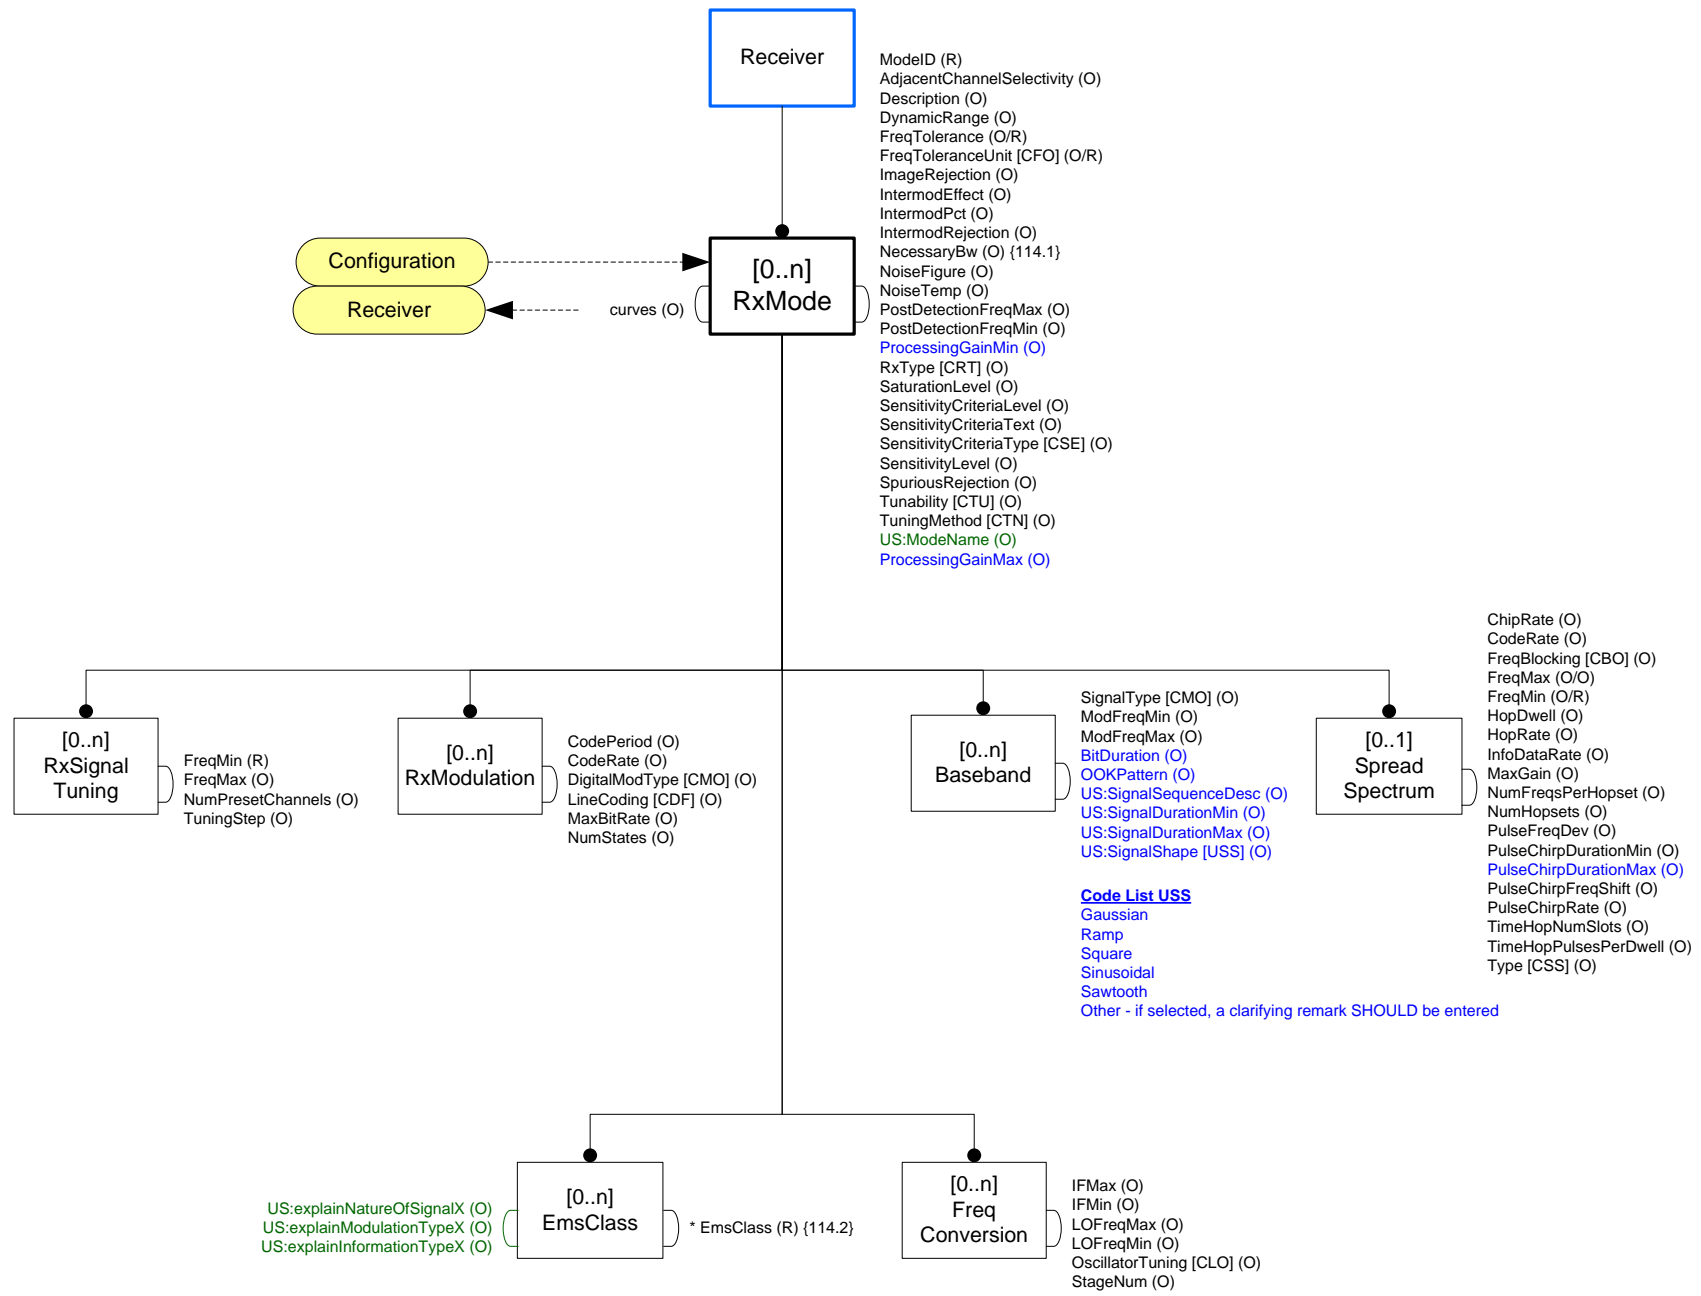 Receiver
ModeID (R)
AdjacentChannelSelectivity (O)
Description (O)
DynamicRange (O)
FreqTolerance (O/R)
FreqToleranceUnit [CFO] (O/R)
ImageRejection (O)
IntermodEffect (O)
IntermodPct (O)
IntermodRejection (O)
NecessaryBw (O) {114.1}
NoiseFigure (O)
NoiseTemp (O)
PostDetectionFreqMax (O)
PostDetectionFreqMin (O)
ProcessingGainMin (O)
RxType [CRT] (O)
SaturationLevel (O)
SensitivityCriteriaLevel (O)
SensitivityCriteriaText (O)
SensitivityCriteriaType [CSE] (O)
SensitivityLevel (O)
SpuriousRejection (O)
Tunability [CTU] (O)
TuningMethod [CTN] (O)
US:ModeName (O)
ProcessingGainMax (O)
Configuration
Receiver
curves (O)
[0..n]
RxMode
[0..n]
RxSignal
Tuning
FreqMin (R)
FreqMax (O)
NumPresetChannels (O)
TuningStep (O)
[0..n]
RxModulation
CodePeriod (O)
CodeRate (O)
DigitalModType [CMO] (O)
LineCoding [CDF] (O)
MaxBitRate (O)
NumStates (O)
[0..n]
Baseband
SignalType [CMO] (O)
ModFreqMin (O)
ModFreqMax (O)
BitDuration (O)
OOKPattern (O)
US:SignalSequenceDesc (O)
US:SignalDurationMin (O)
US:SignalDurationMax (O)
US:SignalShape [USS] (O)
Code List USS
Gaussian
Ramp
Square
Sinusoidal
Sawtooth
Other - if selected, a clarifying remark SHOULD be entered
[0..1]
Spread
Spectrum
ChipRate (O)
CodeRate (O)
FreqBlocking [CBO] (O)
FreqMax (O/O)
FreqMin (O/R)
HopDwell (O)
HopRate (O)
InfoDataRate (O)
MaxGain (O)
NumFreqsPerHopset (O)
NumHopsets (O)
PulseFreqDev (O)
PulseChirpDurationMin (O)
PulseChirpDurationMax (O)
PulseChirpFreqShift (O)
PulseChirpRate (O)
TimeHopNumSlots (O)
TimeHopPulsesPerDwell (O)
Type [CSS] (O)
US:explainNatureOfSignalX (O)
US:explainModulationTypeX (O)
US:explainInformationTypeX (O)
[0..n]
EmsClass
* EmsClass (R) {114.2}
[0..n]
Freq
Conversion
IFMax (O)
IFMin (O)
LOFreqMax (O)
LOFreqMin (O)
OscillatorTuning [CLO] (O)
StageNum (O)